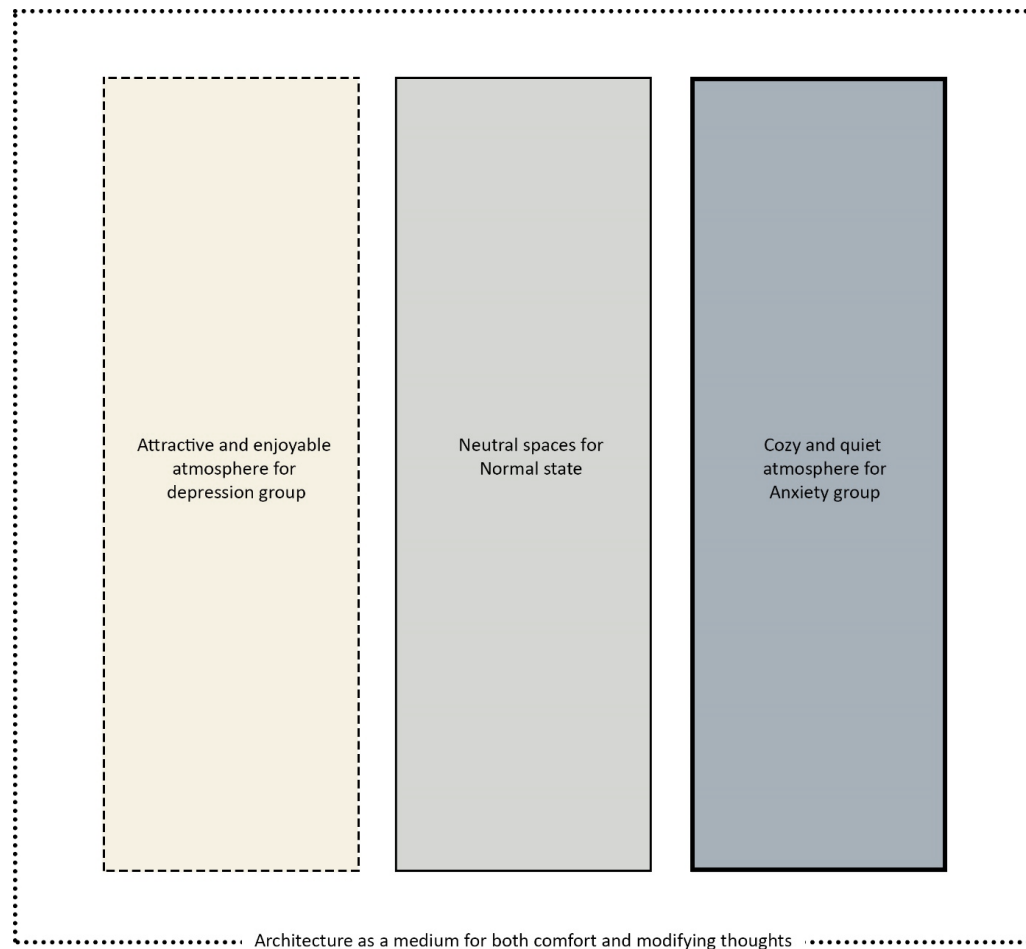 Attractive and enjoyable
atmosphere for
depression group
Neutral spaces for
Normal state
Cozy and quiet
atmosphere for
Anxiety group
Architecture as a medium for both comfort and modifying thoughts